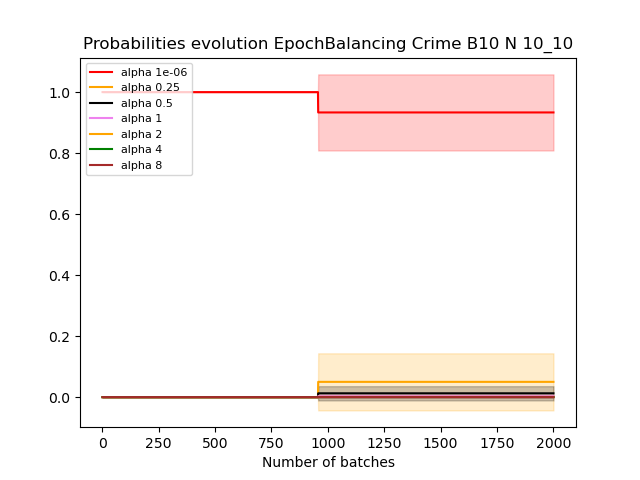 Probabilities evolution EpochBalancing Crime B10 N 10_10
alpha 1e-06
alpha 0.25
alpha 0.5
alpha 1
alpha 2
alpha 4
alpha 8
1.0
0.8
0.6
0.4
0.2
0.0
0 250 500 750 1000 1250 1500 1750 2000
Number of batches